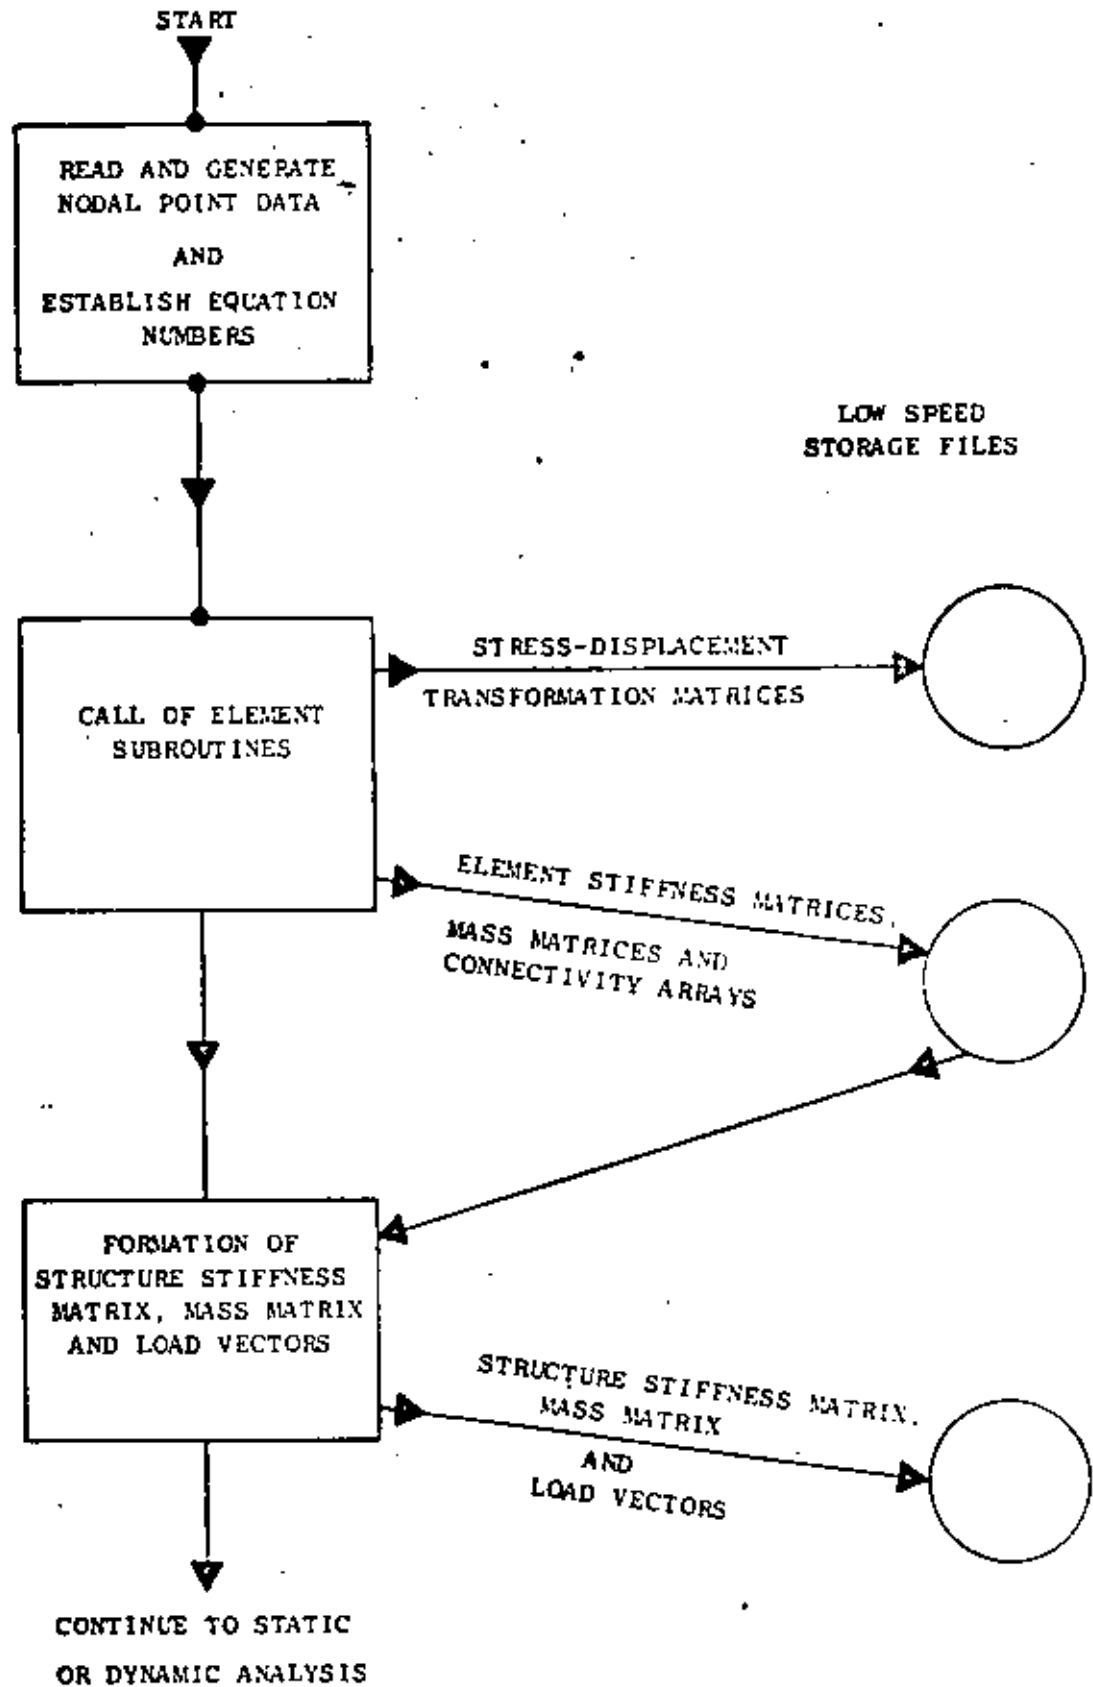 START
READ AND GENERATE
NODAL POINT DATA
AND
ESTABLISH EQUATION
NUMBERS
LOW SPEED
STORAGE FILES
STRESS-DISPLACEMENT
TRANSFORMATION MATRICES
CALL OF ELEMENT
SUBROUTINES
ELEMENT STIFFNESS MATRICES,
MASS MATRICES AND
CONNECTIVITY ARRAYS
FORMATION OF
STRUCTURE STIFFNESS
MATRIX, MASS MATRIX
AND LOAD VECTORS
STRUCTURE STIFFNESS MATRIX,
MASS MATRIX
AND
LOAD VECTORS
CONTINUE TO STATIC
OR DYNAMIC ANALYSIS